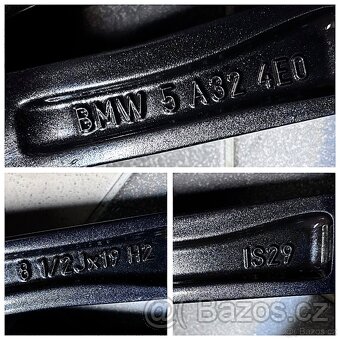 BMW 5 A32 4E0
8 1/2Jx19 H2
IS29
Bazos.cz